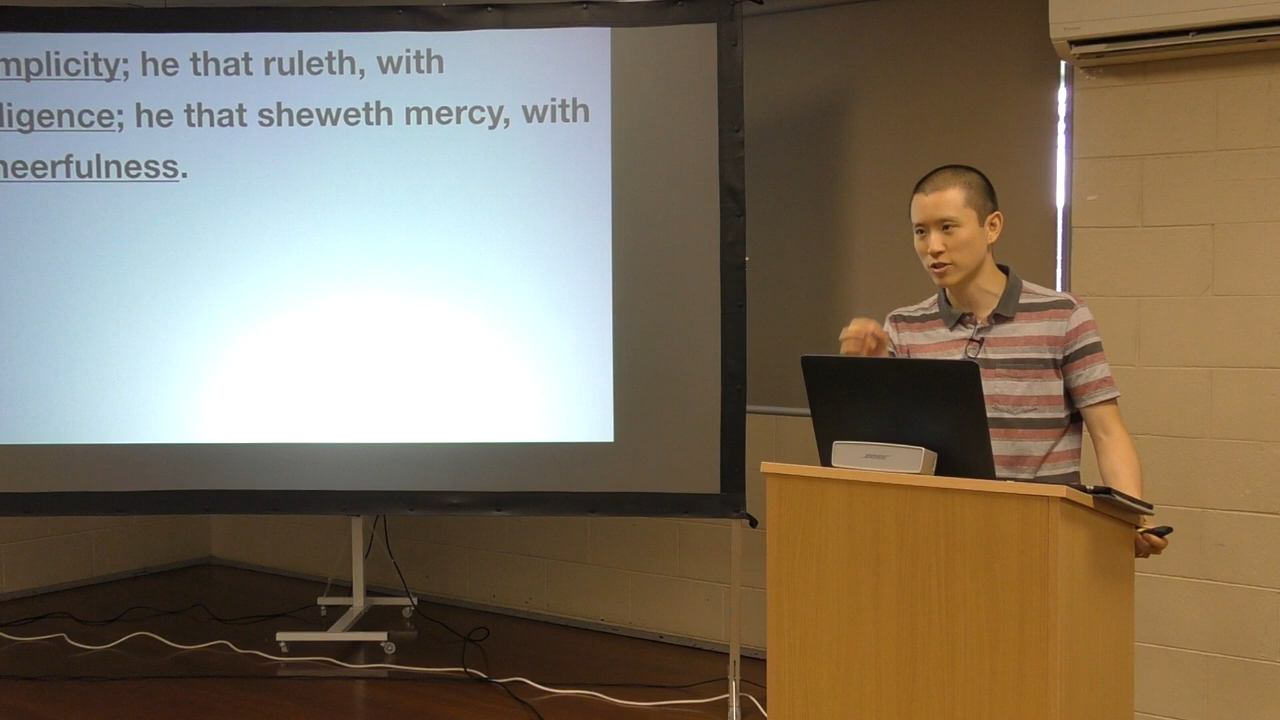 mplicity; he that ruleth, with
ligence; he that sheweth mercy, with
heerfulness.
BOSE